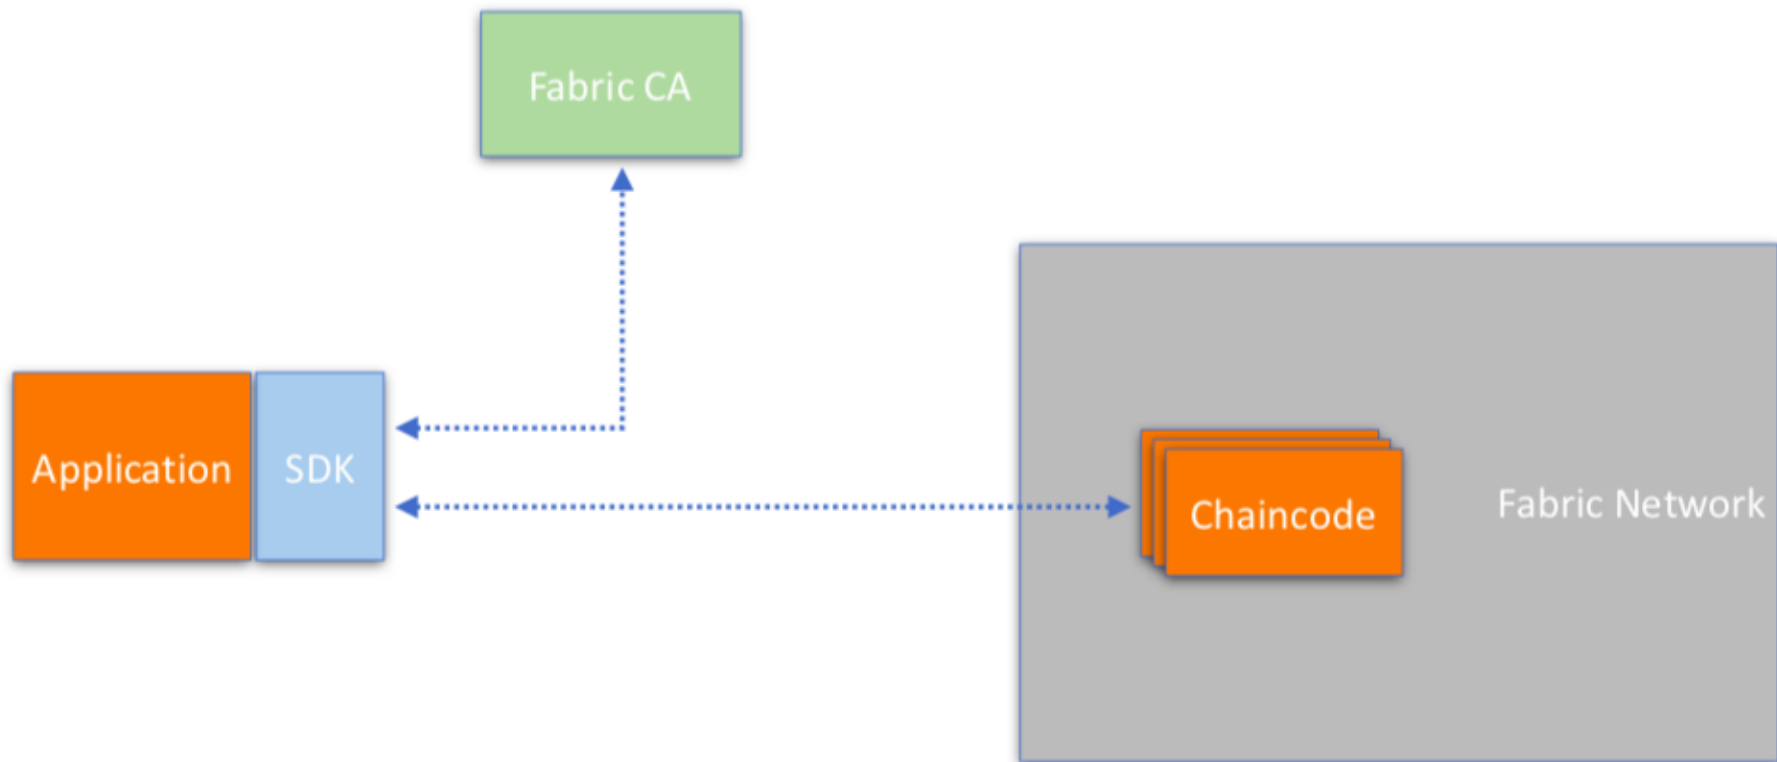 Fabric CA
Application
SDK
Chaincode
Fabric Network